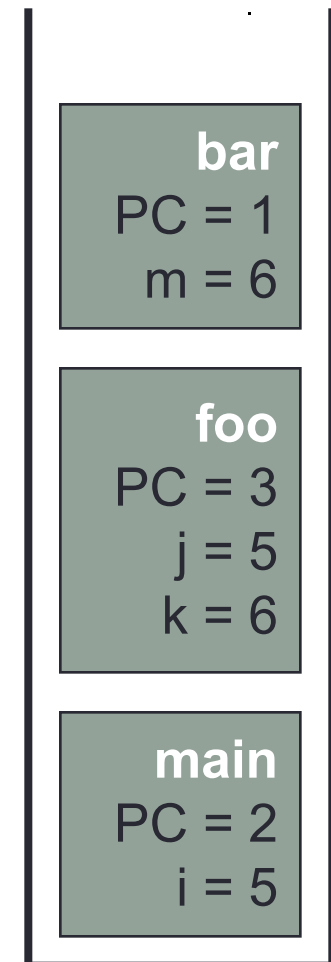 bar
PC = 1
m = 6
foo
PC = 3
j = 5
k = 6
main
PC = 2
i = 5